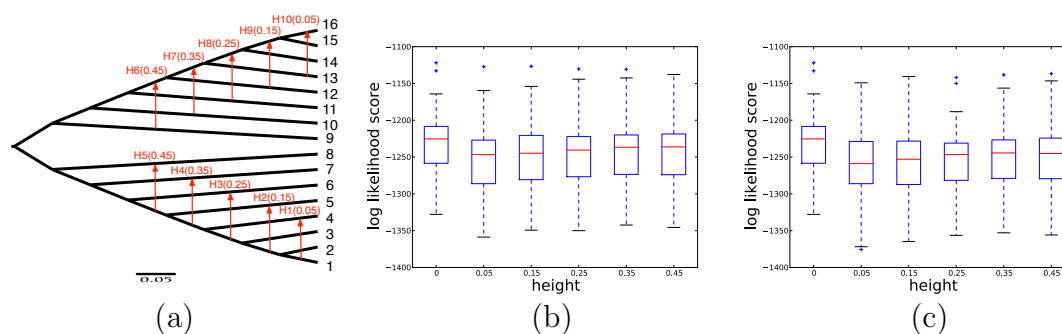 H10(0.05)
H9(0.15)
H8(0.25)
H7(0.35)
H6(0.45)
H5(0.45)
H4(0.35)
H3(0.25)
H2(0.15)
H1(0.05)
16
15
14
13
12
11
10
9
8
7
6
5
4
3
2
1
0.05
(a)
log likelihood score
−1100
−1150
−1200
−1250
−1300
−1350
−1400
0 0.05 0.15 0.25 0.35 0.45
height
(b)
log likelihood score
−1100
−1150
−1200
−1250
−1300
−1350
−1400
0 0.05 0.15 0.25 0.35 0.45
height
(c)